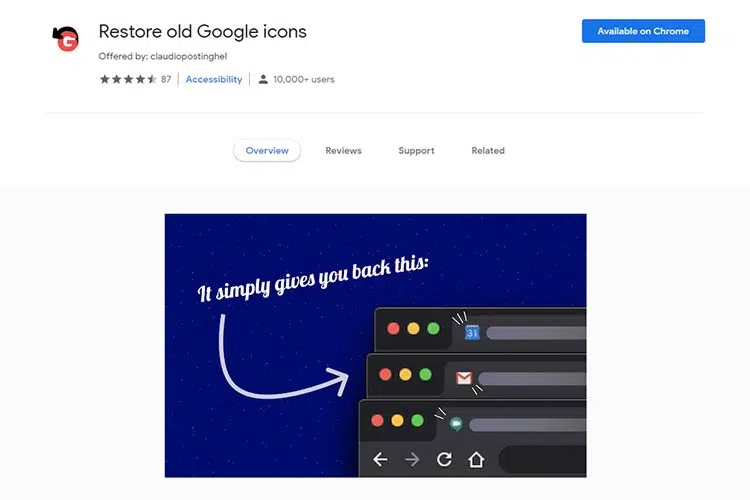 Restore old Google icons
Available on Chrome
Offered by: claudiopostinghel
87 Accessibility 10,000+ users
Overview Reviews Support Related
It simply gives you back this:
31
G